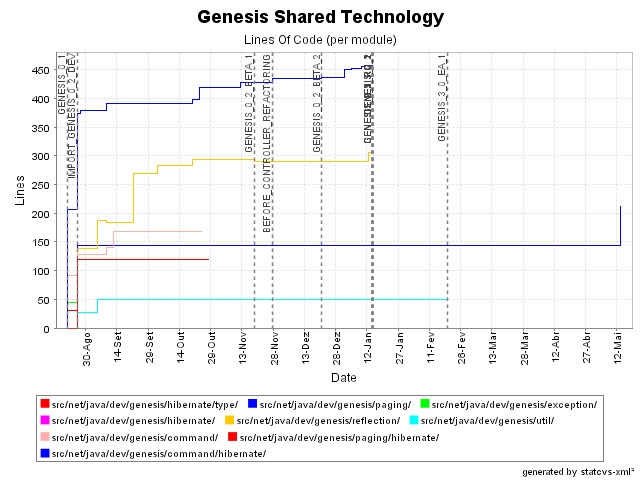 Genesis Shared Technology
Lines Of Code (per module)
Lines
450
400
350
300
250
200
150
100
50
0
GENESIS_0_1
IMPORT_GENESIS_0_2_DEV
GENESIS_0_2_BETA_1
BEFORE_CONTROLLER_REFACTORING
GENESIS_0_2_BETA_2
GENESIS_3_0_EA_1
30-Ago
14-Set
29-Set
14-Out
29-Out
13-Nov
28-Nov
13-Dez
28-Dez
12-Jan
27-Jan
11-Fev
26-Fev
13-Mar
28-Mar
12-Abr
27-Abr
12-Mai
Date
src/net/java/dev/genesis/hibernate/type/ src/net/java/dev/genesis/paging/ src/net/java/dev/genesis/exception/
src/net/java/dev/genesis/hibernate/ src/net/java/dev/genesis/reflection/ src/net/java/dev/genesis/util/
src/net/java/dev/genesis/command/ src/net/java/dev/genesis/paging/hibernate/
src/net/java/dev/genesis/command/hibernate/
generated by statcvs-xml²